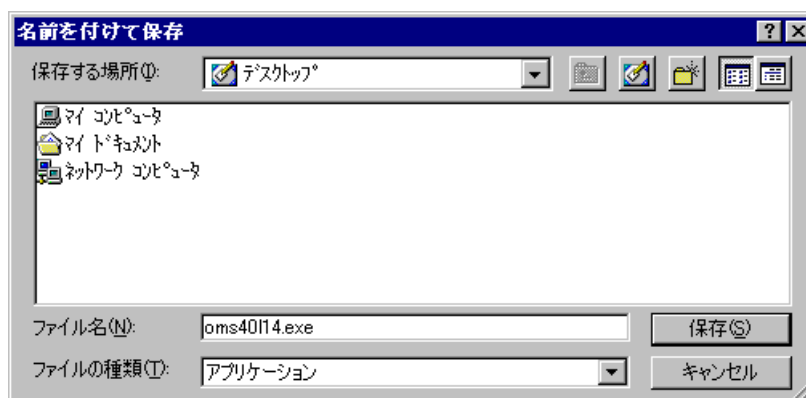 名前を付けて保存
保存する場所(I): ﾃﾞｽｸﾄｯﾌﾟ
ﾏｲ ｺﾝﾋﾟｭｰﾀ
ﾏｲ ﾄﾞｷｭﾒﾝﾄ
ﾈｯﾄﾜｰｸ ｺﾝﾋﾟｭｰﾀ
ファイル名(N): oms40l14.exe 保存(S)
ファイルの種類(T): アプリケーション キャンセル